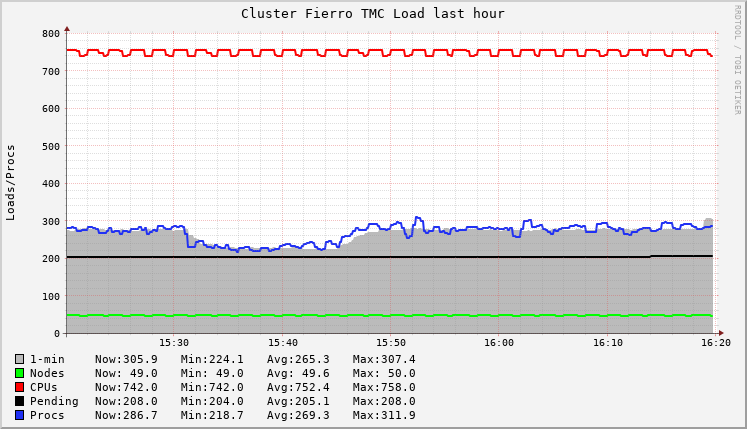 Cluster Fierro TMC Load last hour
RRDTOOL / TOBI OETIKER
Loads/Procs
800
700
600
500
400
300
200
100
0
15:30 15:40 15:50 16:00 16:10 16:20
1-min Now:305.9 Min:224.1 Avg:265.3 Max:307.4
Nodes Now: 49.0 Min: 49.0 Avg: 49.6 Max: 50.0
CPUs Now:742.0 Min:742.0 Avg:752.4 Max:758.0
Pending Now:208.0 Min:204.0 Avg:205.1 Max:208.0
Procs Now:286.7 Min:218.7 Avg:269.3 Max:311.9